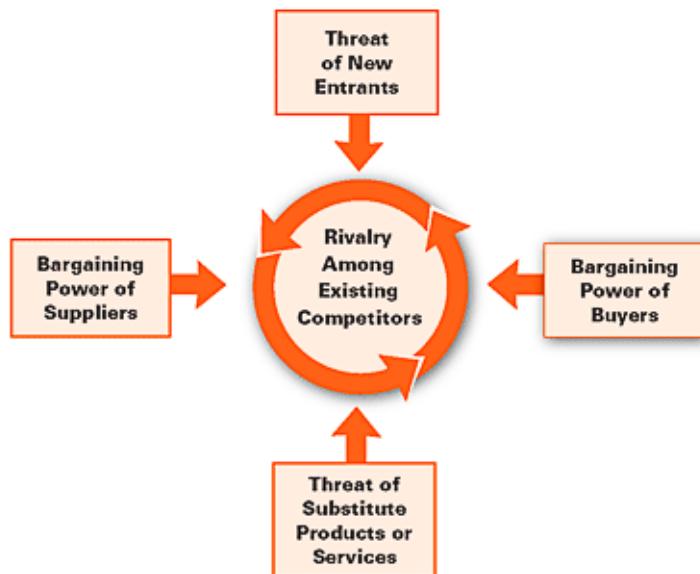 Threat
of New
Entrants
Bargaining
Power of
Suppliers
Rivalry
Among
Existing
Competitors
Bargaining
Power of
Buyers
Threat of
Substitute
Products or
Services